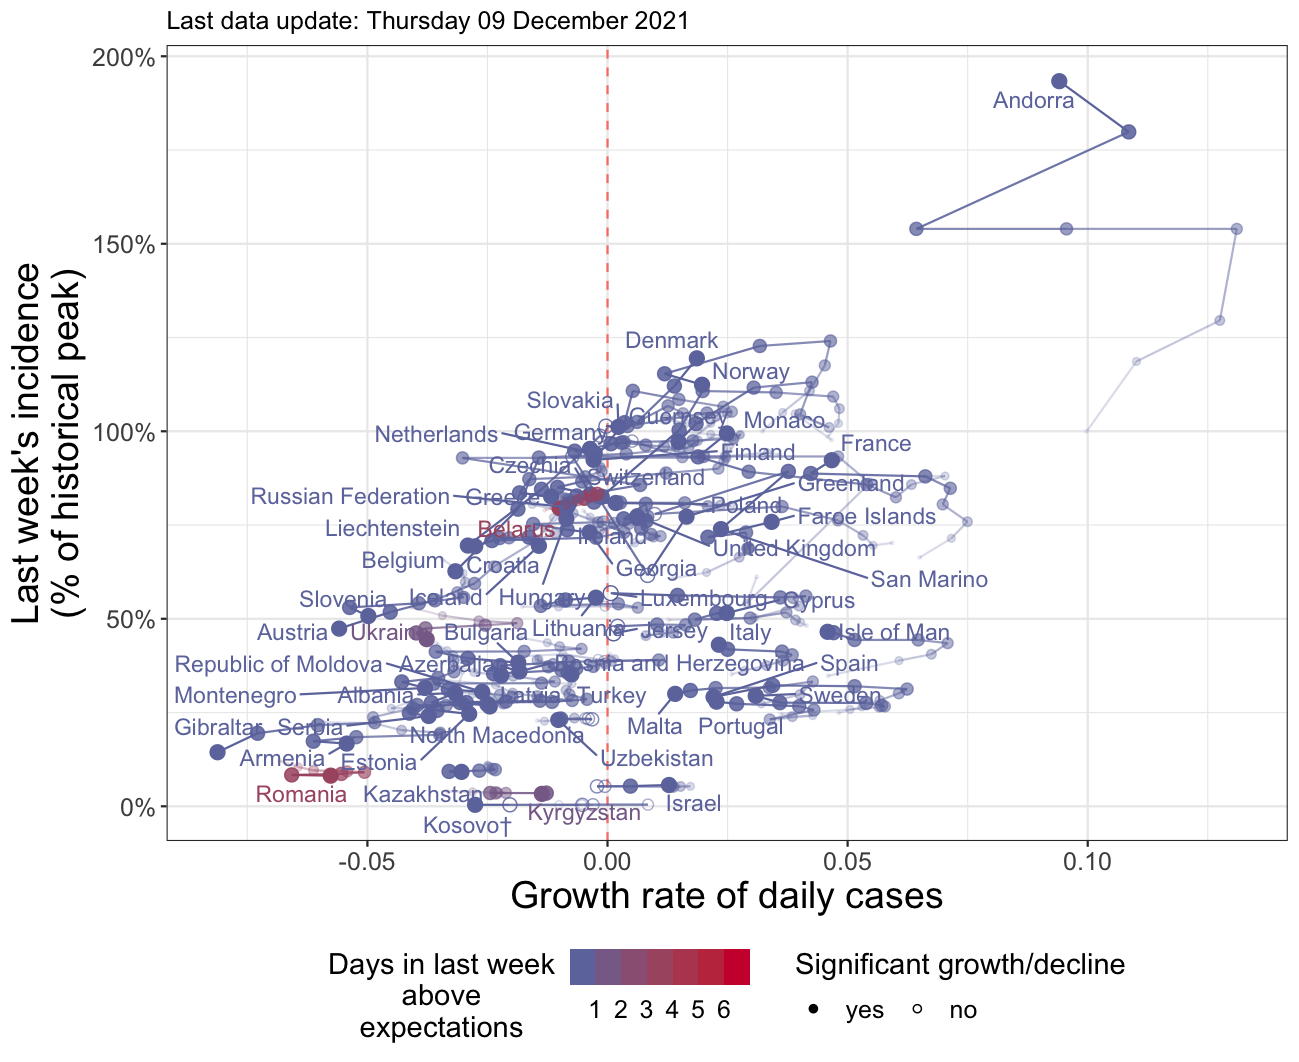 Last data update: Thursday 09 December 2021
Last week's incidence
(% of historical peak)
200%
150%
100%
50%
0%
Andorra
Denmark
Norway
Slovakia
Guernsey
Monaco
Netherlands
Germany
France
Finland
Czechia
Switzerland
Greenland
Russian Federation
Greece
Poland
Faroe Islands
Liechtenstein
Belarus
Ireland
United Kingdom
Belgium
Croatia
Georgia
San Marino
Slovenia
Iceland
Hungary
Luxembourg
Cyprus
Austria
Ukraine
Bulgaria
Lithuania
Jersey
Italy
Isle of Man
Republic of Moldova
Azerbaijan
Bosnia and Herzegovina
Spain
Montenegro
Albania
Latvia
Turkey
Sweden
Gibraltar
Serbia
North Macedonia
Malta
Portugal
Armenia
Estonia
Uzbekistan
Romania
Kazakhstan
Kyrgyzstan
Israel
Kosovo†
-0.05
0.00
0.05
0.10
Growth rate of daily cases
Days in last week
above
expectations
1 2 3 4 5 6
Significant growth/decline
yes
no